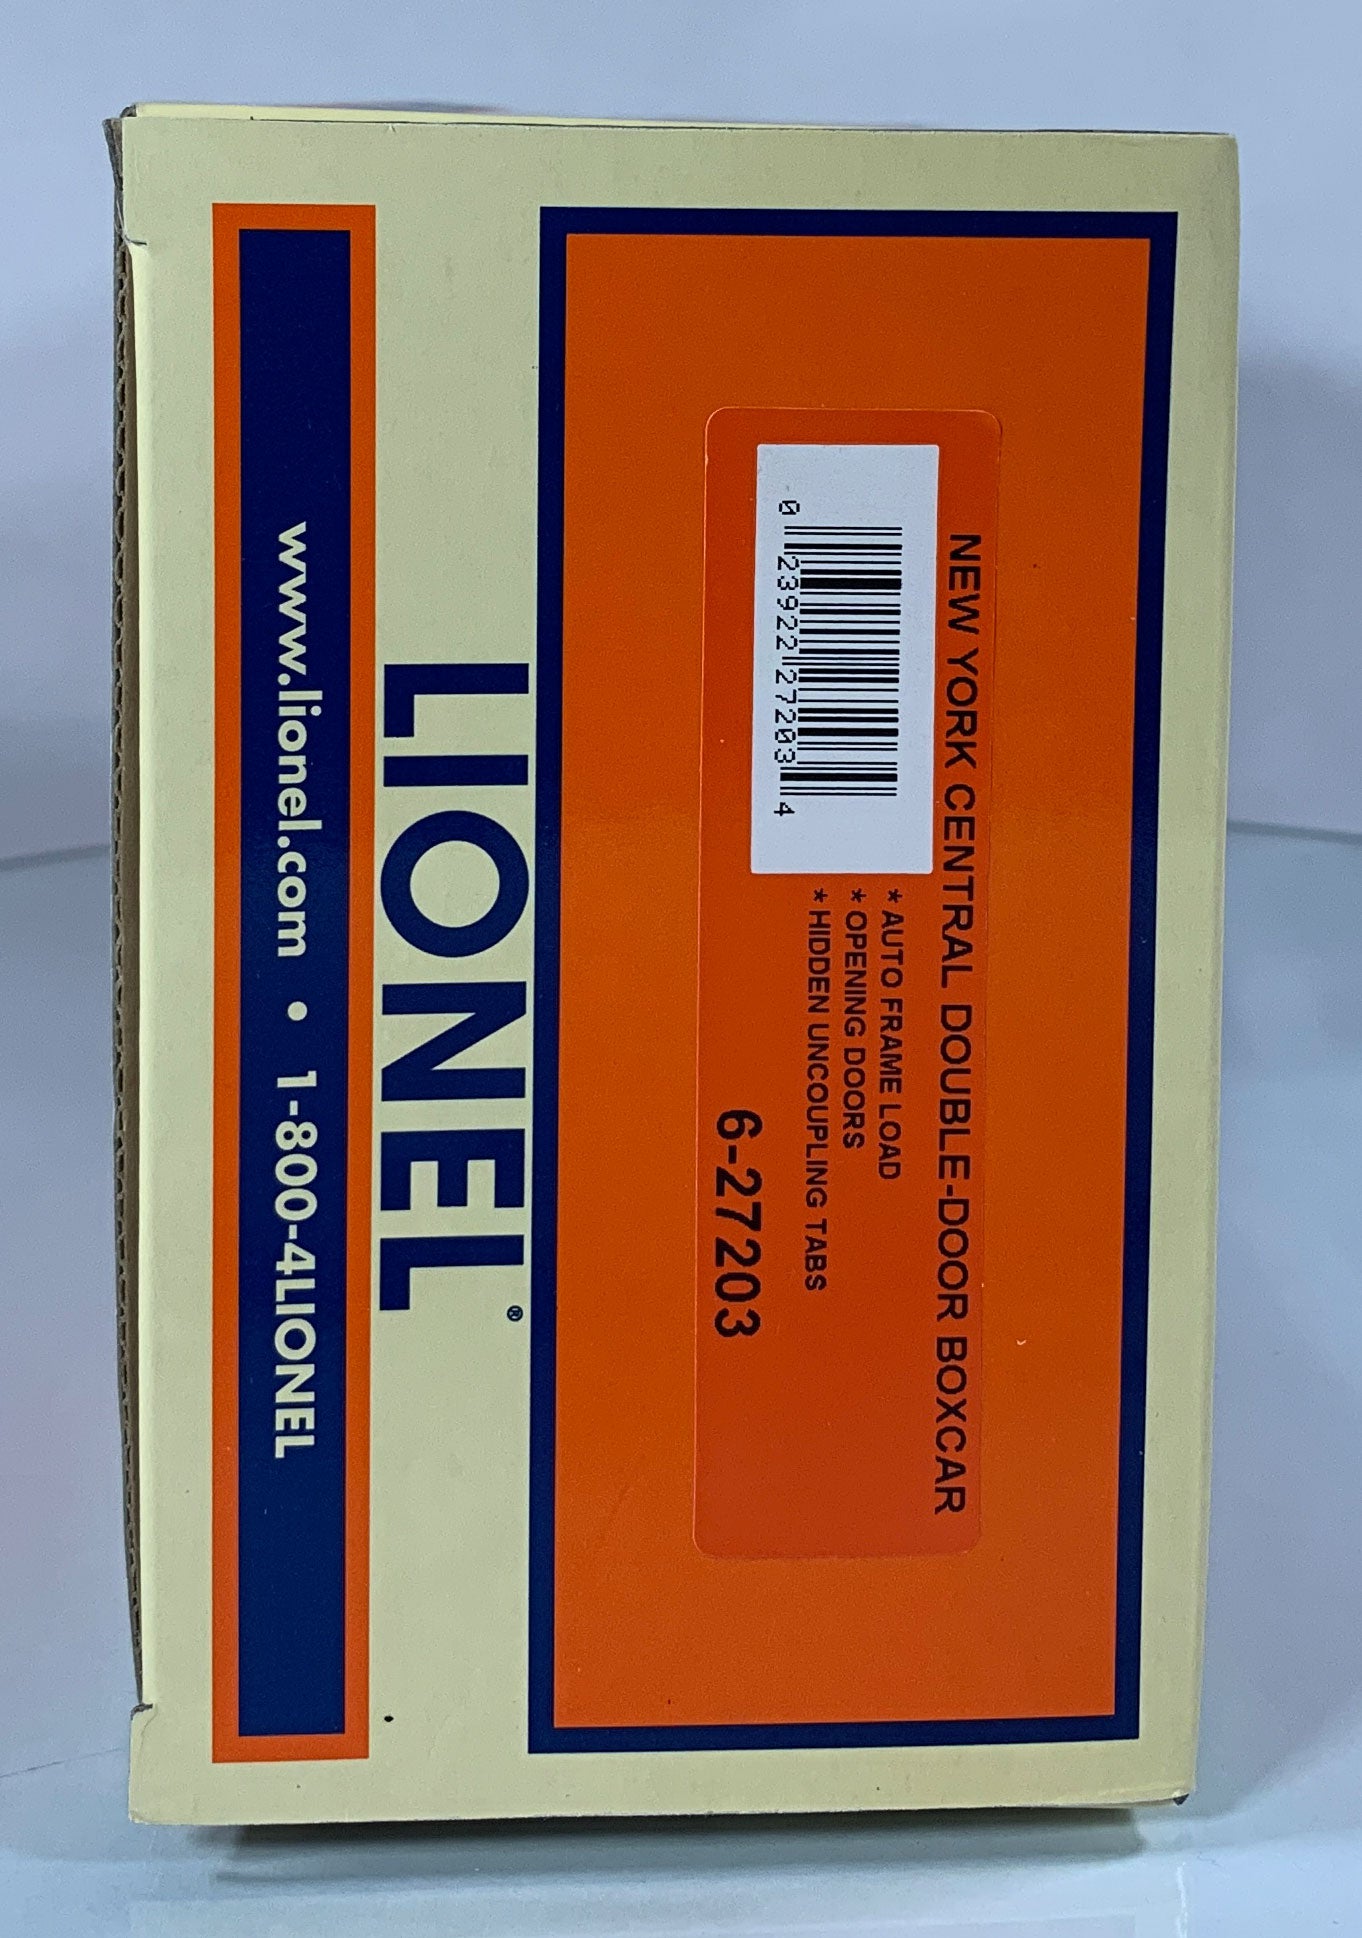 NEW YORK CENTRAL DOUBLE-DOOR BOXCAR
* AUTO FRAME LOAD
* OPENING DOORS
* HIDDEN UNCOUPLING TABS
0 23922 27203 4
6-27203
LIONEL®
www.lionel.com • 1-800-4LIONEL